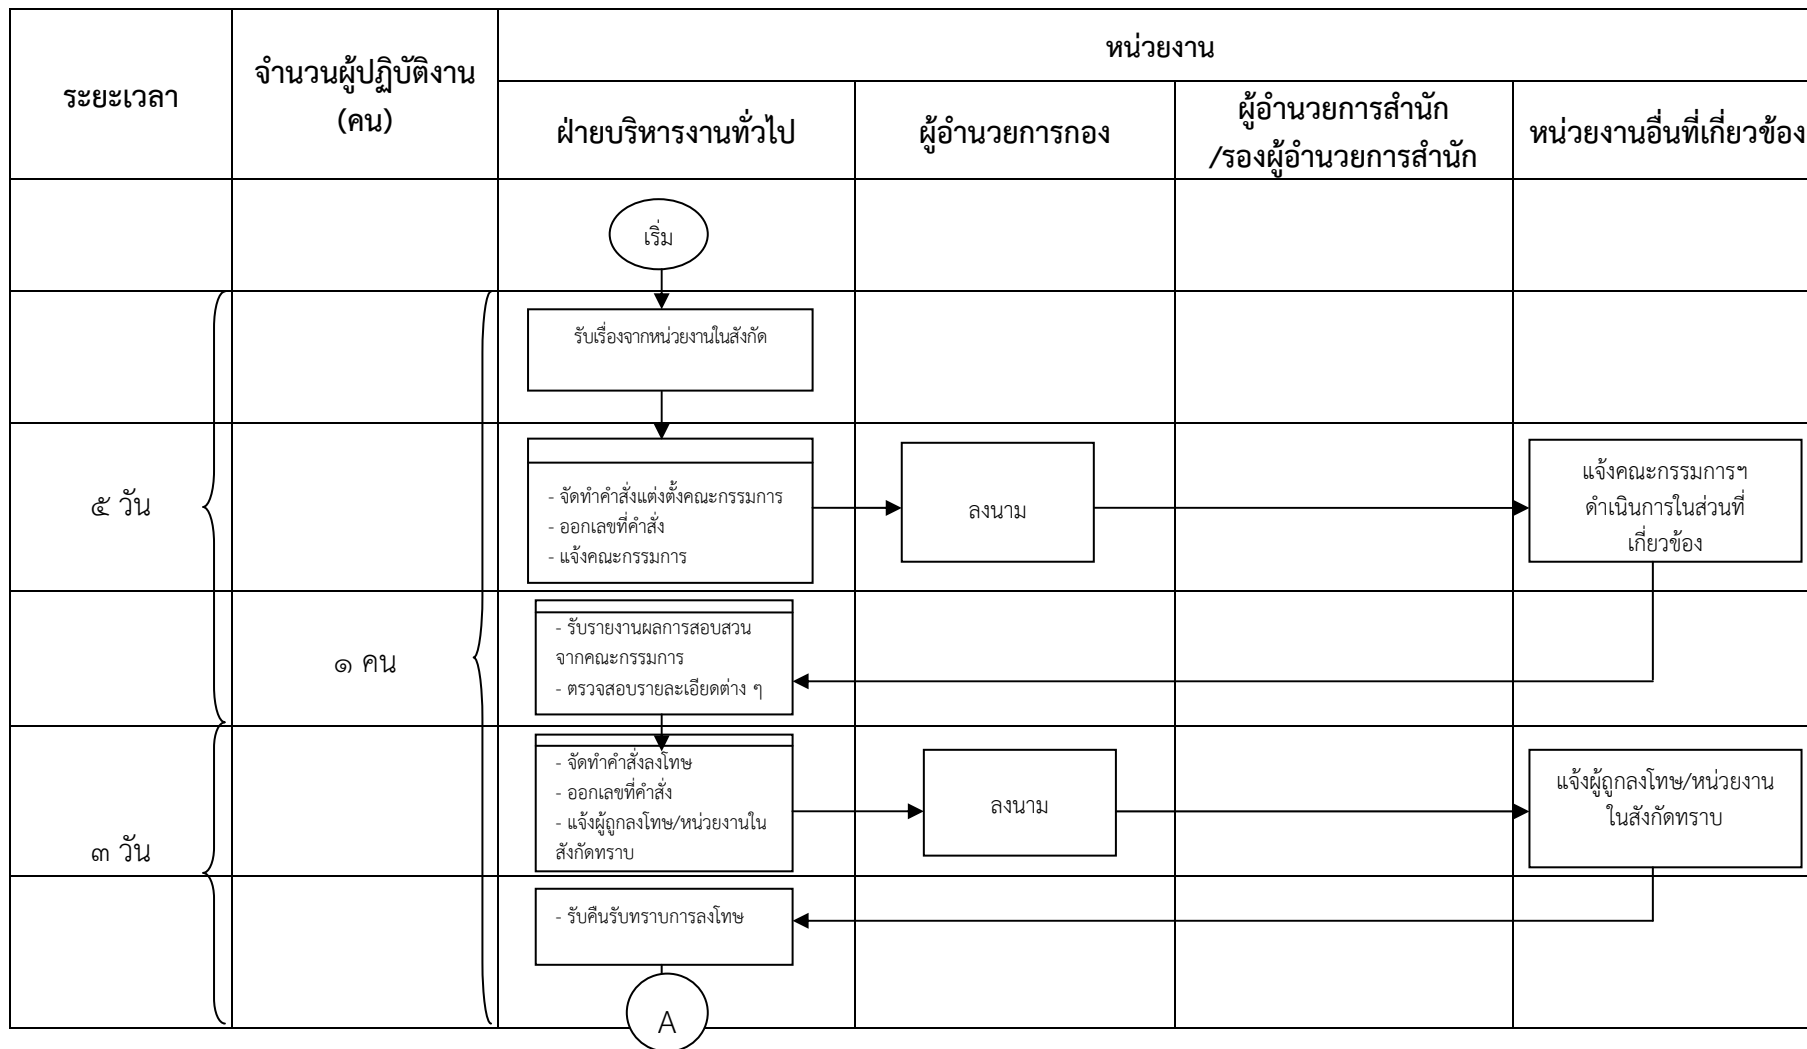 ระยะเวลา
จำนวนผู้ปฏิบัติงาน
(คน)
หน่วยงาน
ฝ่ายบริหารงานทั่วไป
ผู้อำนวยการกอง
ผู้อำนวยการสำนัก
/รองผู้อำนวยการสำนัก
หน่วยงานอื่นที่เกี่ยวข้อง
เริ่ม
รับเรื่องจากหน่วยงานในสังกัด
๕ วัน
- จัดทำคำสั่งแต่งตั้งคณะกรรมการ
- ออกเลขที่คำสั่ง
- แจ้งคณะกรรมการ
ลงนาม
แจ้งคณะกรรมการฯ
ดำเนินการในส่วนที่
เกี่ยวข้อง
๑ คน
- รับรายงานผลการสอบสวน
จากคณะกรรมการ
- ตรวจสอบรายละเอียดต่าง ๆ
๓ วัน
- จัดทำคำสั่งลงโทษ
- ออกเลขที่คำสั่ง
- แจ้งผู้ถูกลงโทษ/หน่วยงานใน
สังกัดทราบ
ลงนาม
แจ้งผู้ถูกลงโทษ/หน่วยงาน
ในสังกัดทราบ
- รับคืนรับทราบการลงโทษ
A